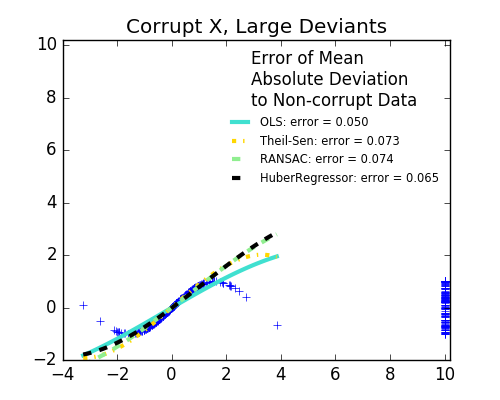 Corrupt X, Large Deviants
Error of Mean
Absolute Deviation
to Non-corrupt Data
OLS: error = 0.050
Theil-Sen: error = 0.073
RANSAC: error = 0.074
HuberRegressor: error = 0.065
10
8
6
4
2
0
−2
−4 −2 0 2 4 6 8 10